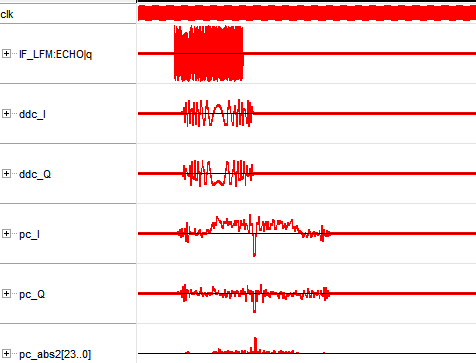 clk
IF_LFM:ECHO|q
ddc_I
ddc_Q
pc_I
pc_Q
pc_abs2[23..0]